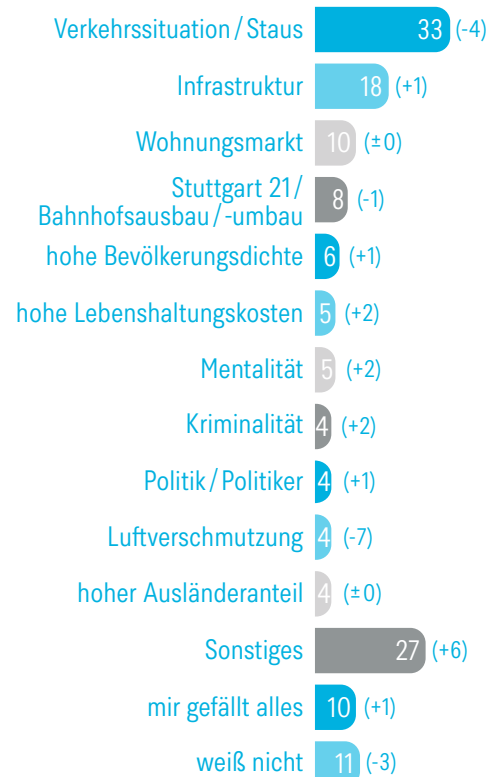 Verkehrssituation / Staus 33 (-4)
Infrastruktur 18 (+1)
Wohnungsmarkt 10 (±0)
Stuttgart 21 /
Bahnhofsausbau / -umbau 8 (-1)
hohe Bevölkerungsdichte 6 (+1)
hohe Lebenshaltungskosten 5 (+2)
Mentalität 5 (+2)
Kriminalität 4 (+2)
Politik / Politiker 4 (+1)
Luftverschmutzung 4 (-7)
hoher Ausländeranteil 4 (±0)
Sonstiges 27 (+6)
mir gefällt alles 10 (+1)
weiß nicht 11 (-3)